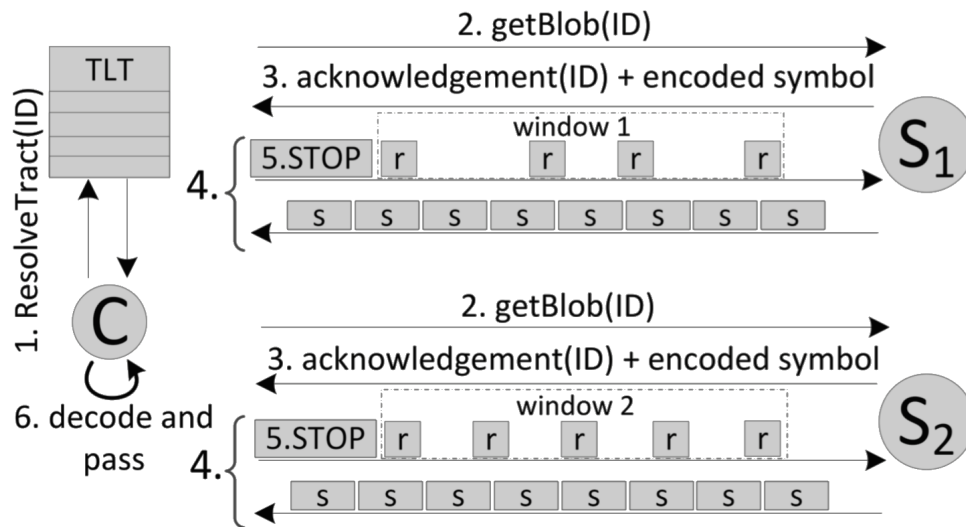 TLT
1. ResolveTract(ID)
C
6. decode and
pass
2. getBlob(ID)
3. acknowledgement(ID) + encoded symbol
window 1
4.
5.STOP r r r r
s s s s s s s s
S1
2. getBlob(ID)
3. acknowledgement(ID) + encoded symbol
window 2
4.
5.STOP r r r r r
s s s s s s s s
S2